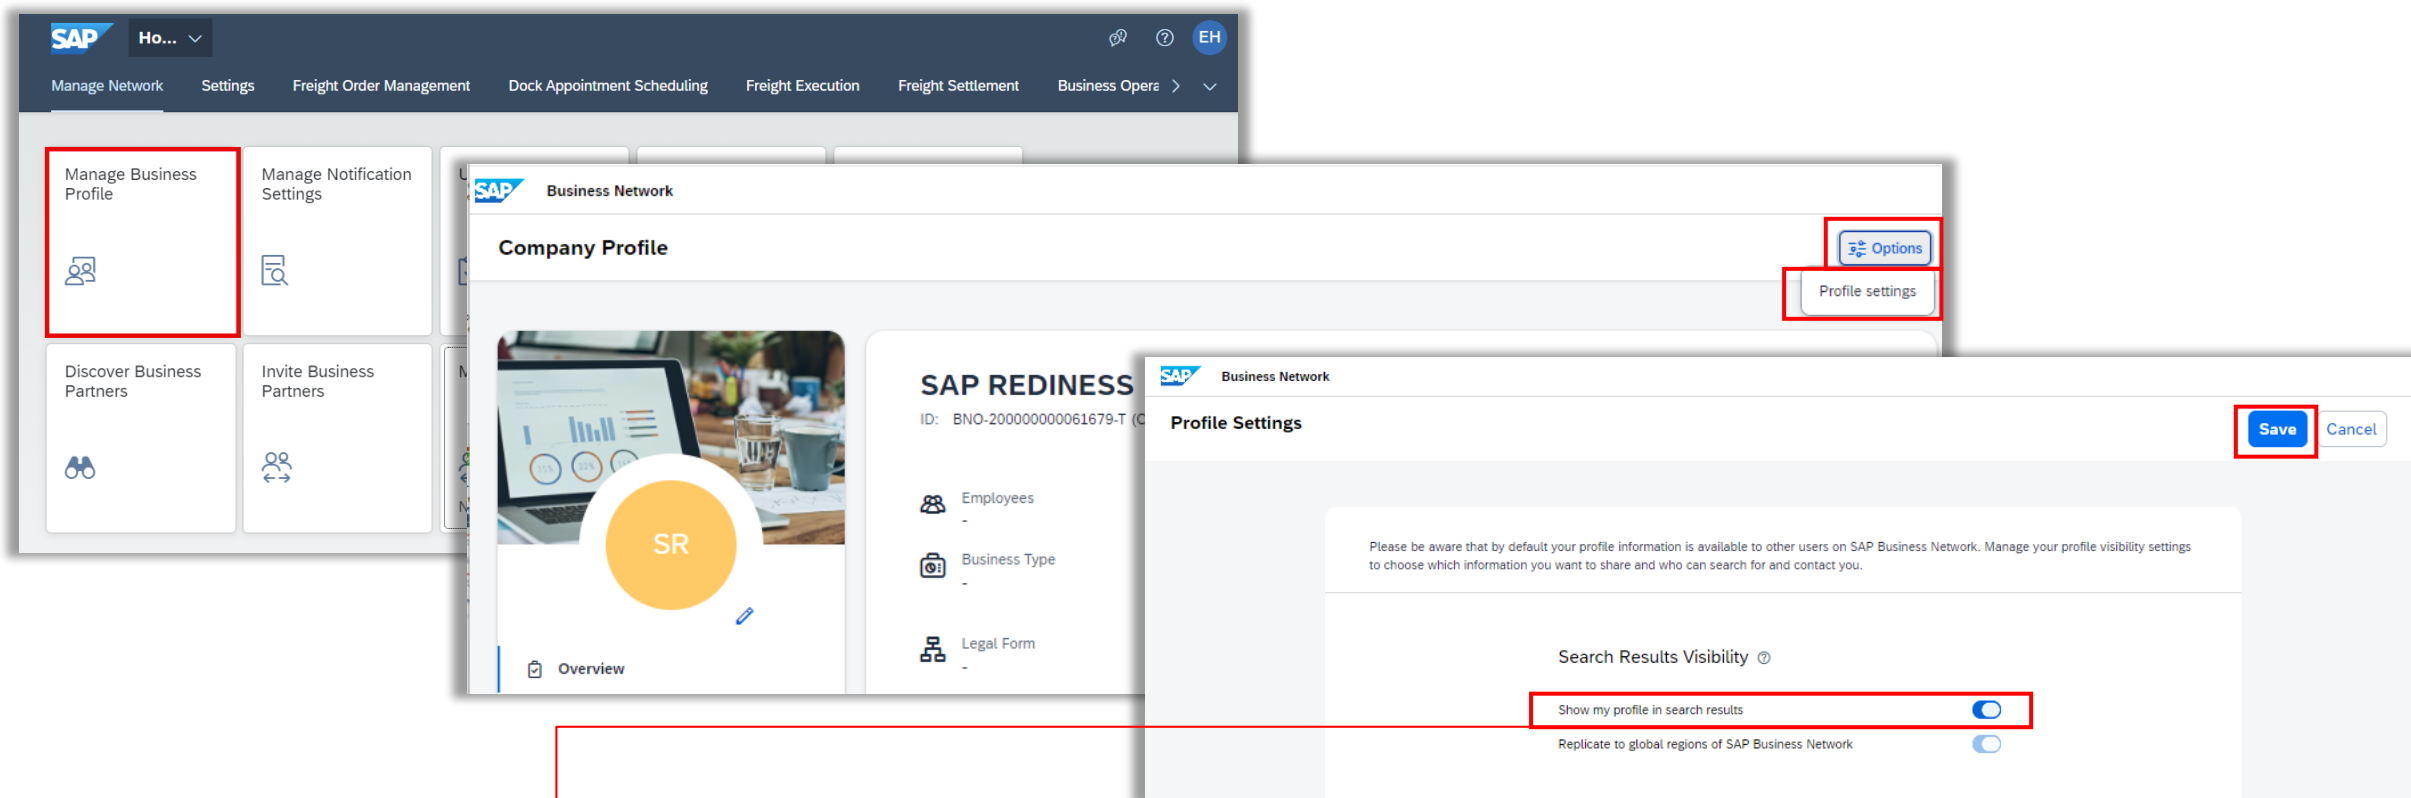 SAP
Ho...
EH
Manage Network
Settings
Freight Order Management
Dock Appointment Scheduling
Freight Execution
Freight Settlement
Business Opera
Manage Business
Profile
Manage Notification
Settings
U
Discover Business
Partners
Invite Business
Partners
M
N
SAP
Business Network
Company Profile
Options
Profile settings
SR
Overview
SAP REDINESS
ID: BNO-200000000061679-T (C
Employees
-
Business Type
-
Legal Form
-
SAP
Business Network
Profile Settings
Save
Cancel
Please be aware that by default your profile information is available to other users on SAP Business Network. Manage your profile visibility settings
to choose which information you want to share and who can search for and contact you.
Search Results Visibility
Show my profile in search results
Replicate to global regions of SAP Business Network